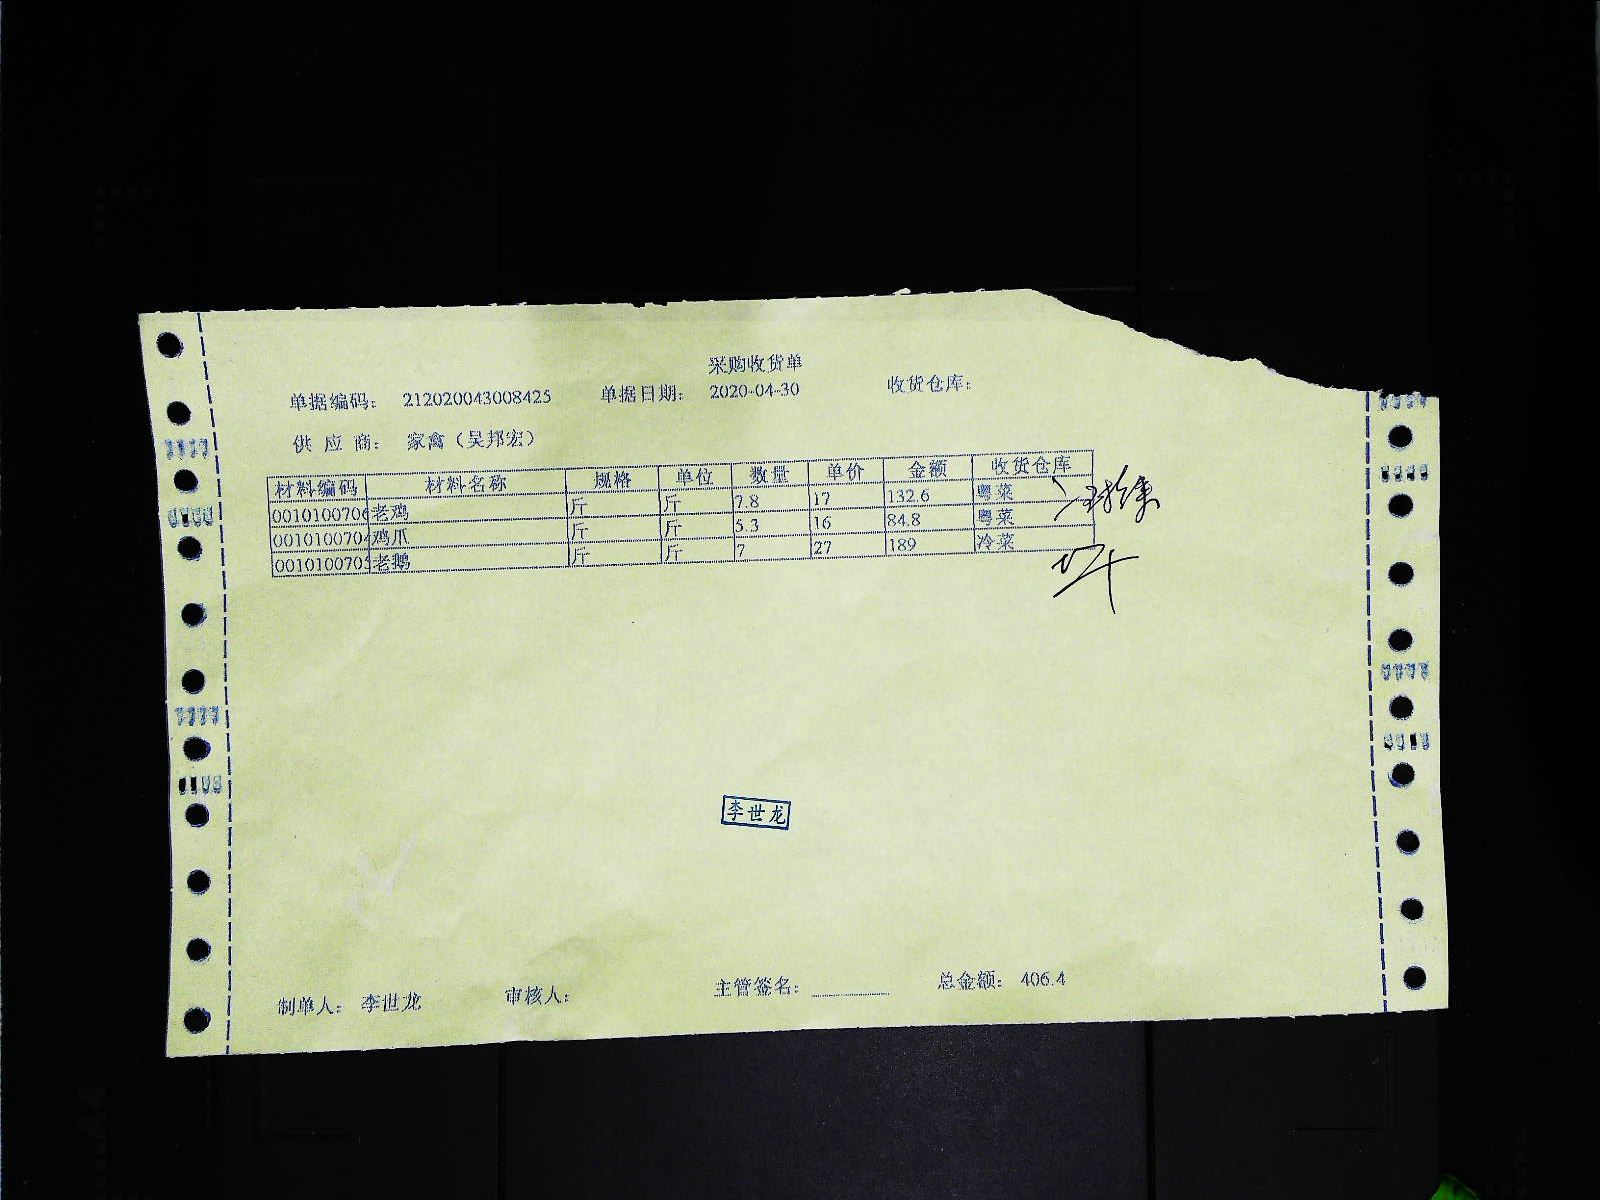 采购收货单
单据编码： 212020043008425 单据日期： 2020-04-30 收货仓库：
供 应 商： 家禽（吴邦宏）
材料编码 材料名称 规格 单位 数量 单价 金额 收货仓库
0010100706 老鸡 斤 斤 7.8 17 132.6 粤菜
0010100704 鸡爪 斤 斤 5.3 16 84.8 粤菜
001010070 老鹅 斤 斤 7 27 189 冷菜
李世龙
制单人： 李世龙 审核人： 主管签名： 总金额： 406.4